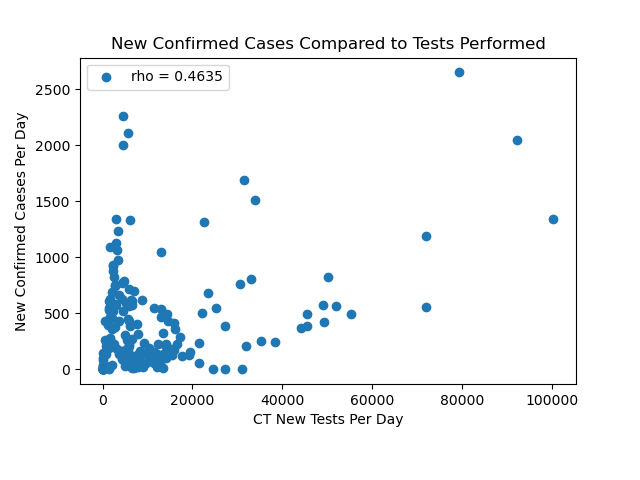 New Confirmed Cases Compared to Tests Performed
rho = 0.4635
2500
2000
1500
1000
500
0
New Confirmed Caeses Per Day
0 20000 40000 60000 80000 100000
CT New Tests Per Day